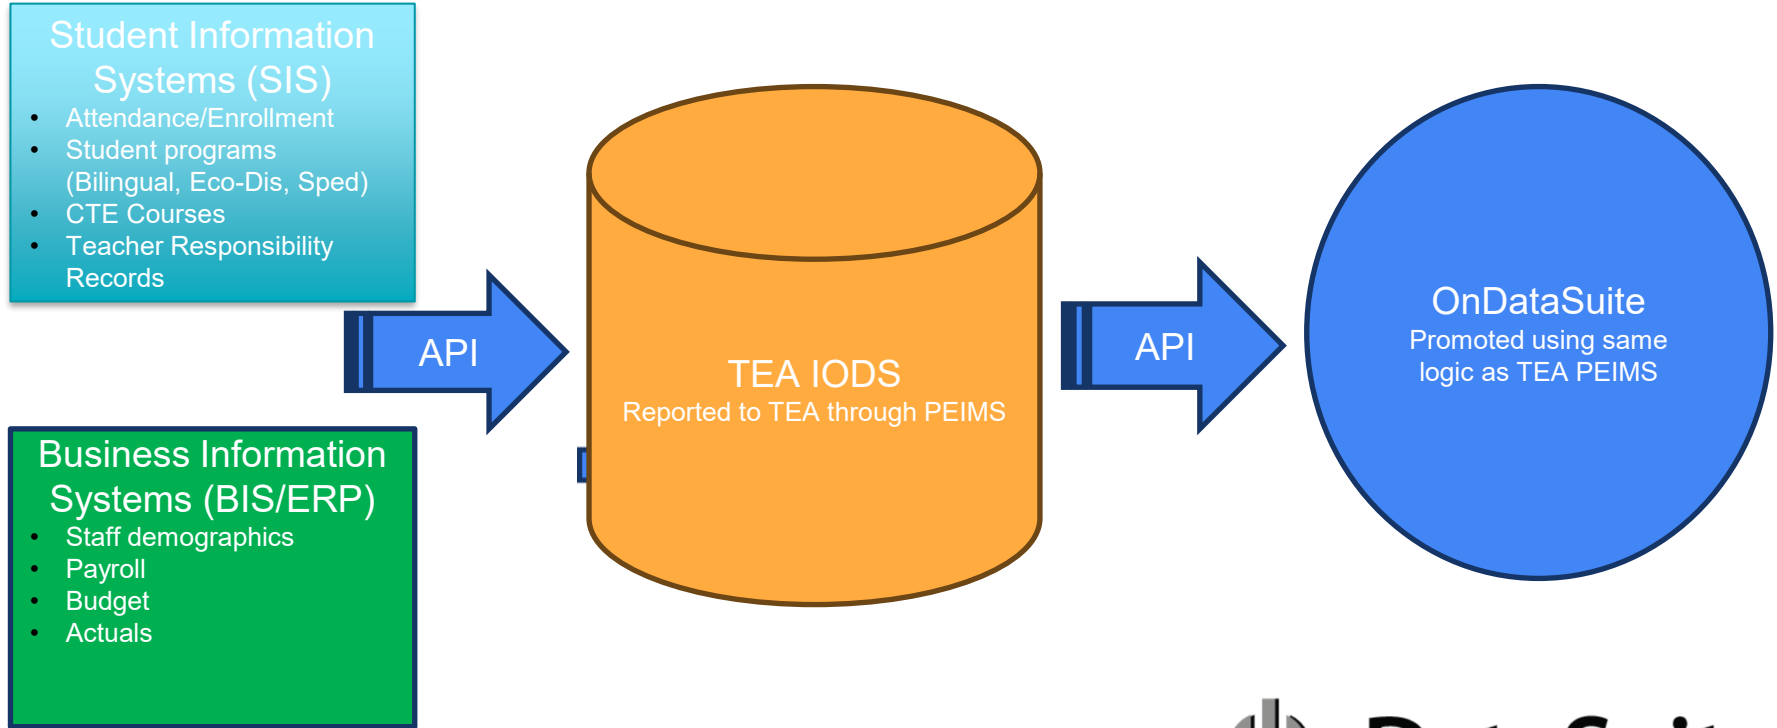 Student Information
Systems (SIS)
• Attendance/Enrollment
• Student programs
(Bilingual, Eco-Dis, Sped)
• CTE Courses
• Teacher Responsibility
Records
API
TEA IODS
Reported to TEA through PEIMS
API
OnDataSuite
Promoted using same
logic as TEA PEIMS
Business Information
Systems (BIS/ERP)
• Staff demographics
• Payroll
• Budget
• Actuals
DataSuite